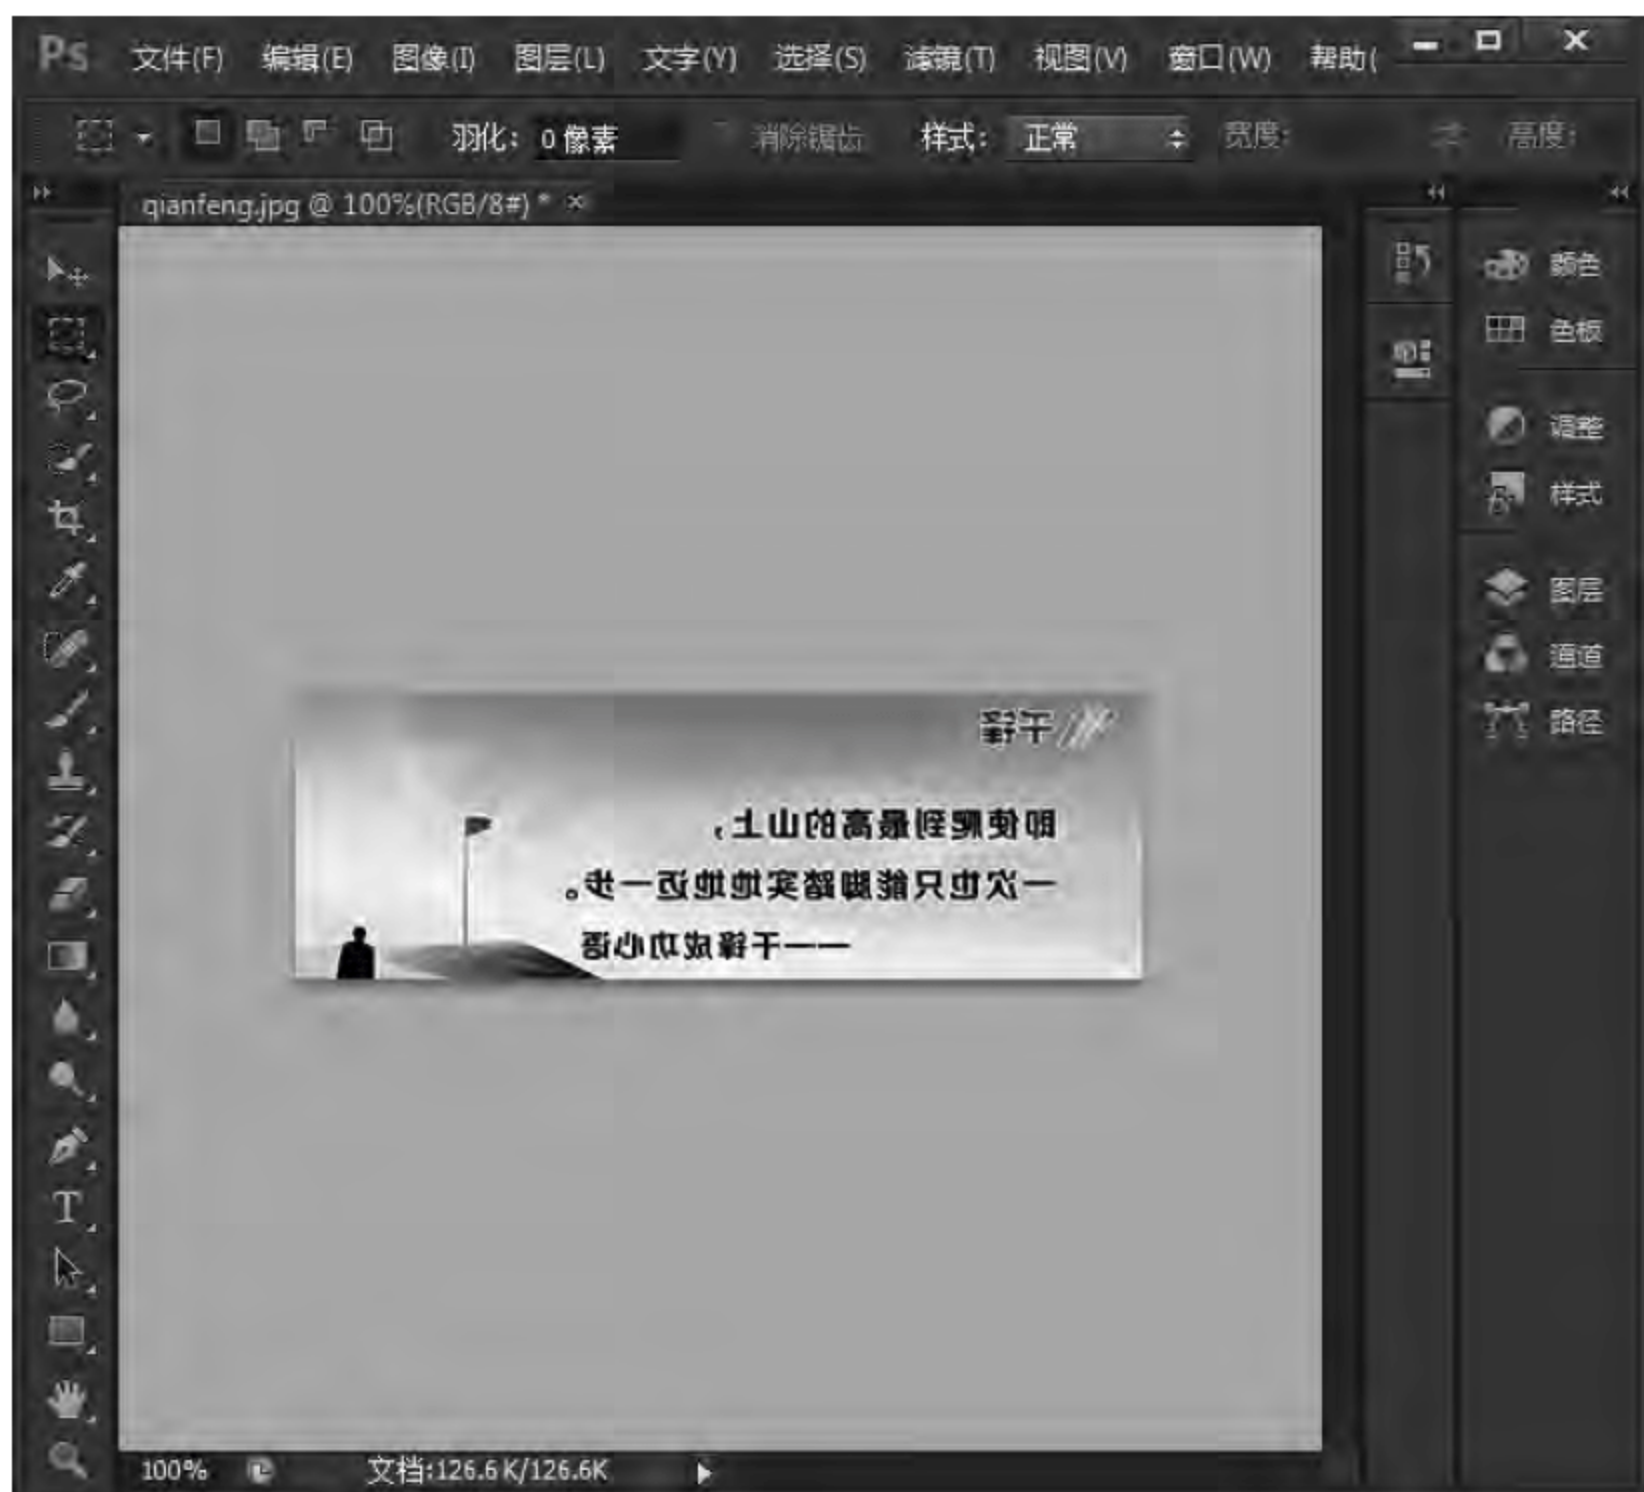 Ps 文件(F) 编辑(E) 图像(I) 图层(L) 文字(Y) 选择(S) 滤镜(T) 视图(V) 窗口(W) 帮助(
羽化: 0 像素 消除锯齿 样式: 正常 宽度: 高度:
qianfeng.jpg @ 100%(RGB/8#) * ×
颜色
色板
调整
样式
图层
通道
路径
千锋
即使爬到最高的山上，
一次也只能脚踏实地地迈一步。
——千锋成功心语
T
100% 文档:126.6K/126.6K